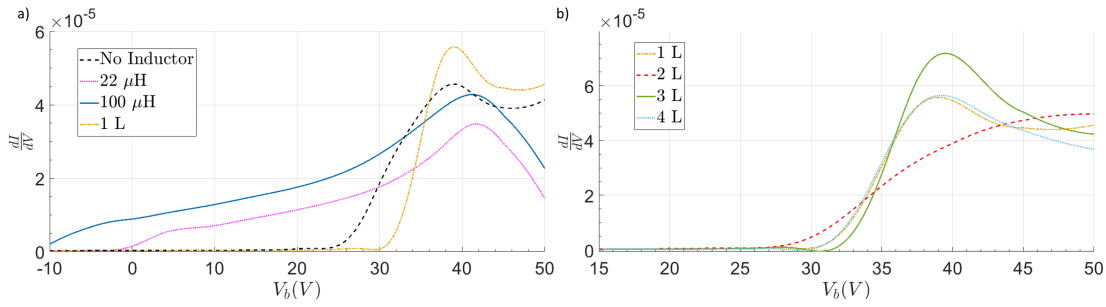 a)
×10⁻⁵
6
4
2
0
dI
dV
No Inductor
22 μH
100 μH
1 L
-10 0 10 20 30 40 50
V_b(V)
b)
×10⁻⁵
8
6
4
2
0
dI
dV
1 L
2 L
3 L
4 L
15 20 25 30 35 40 45 50
V_b(V)